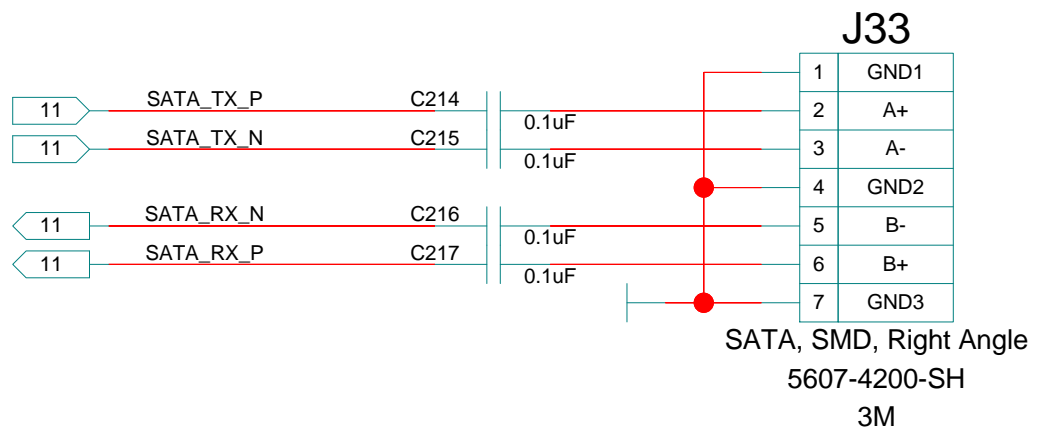 J33
1 GND1
11 SATA_TX_P C214 0.1uF 2 A+
11 SATA_TX_N C215 0.1uF 3 A-
4 GND2
11 SATA_RX_N C216 0.1uF 5 B-
11 SATA_RX_P C217 0.1uF 6 B+
7 GND3
SATA, SMD, Right Angle
5607-4200-SH
3M